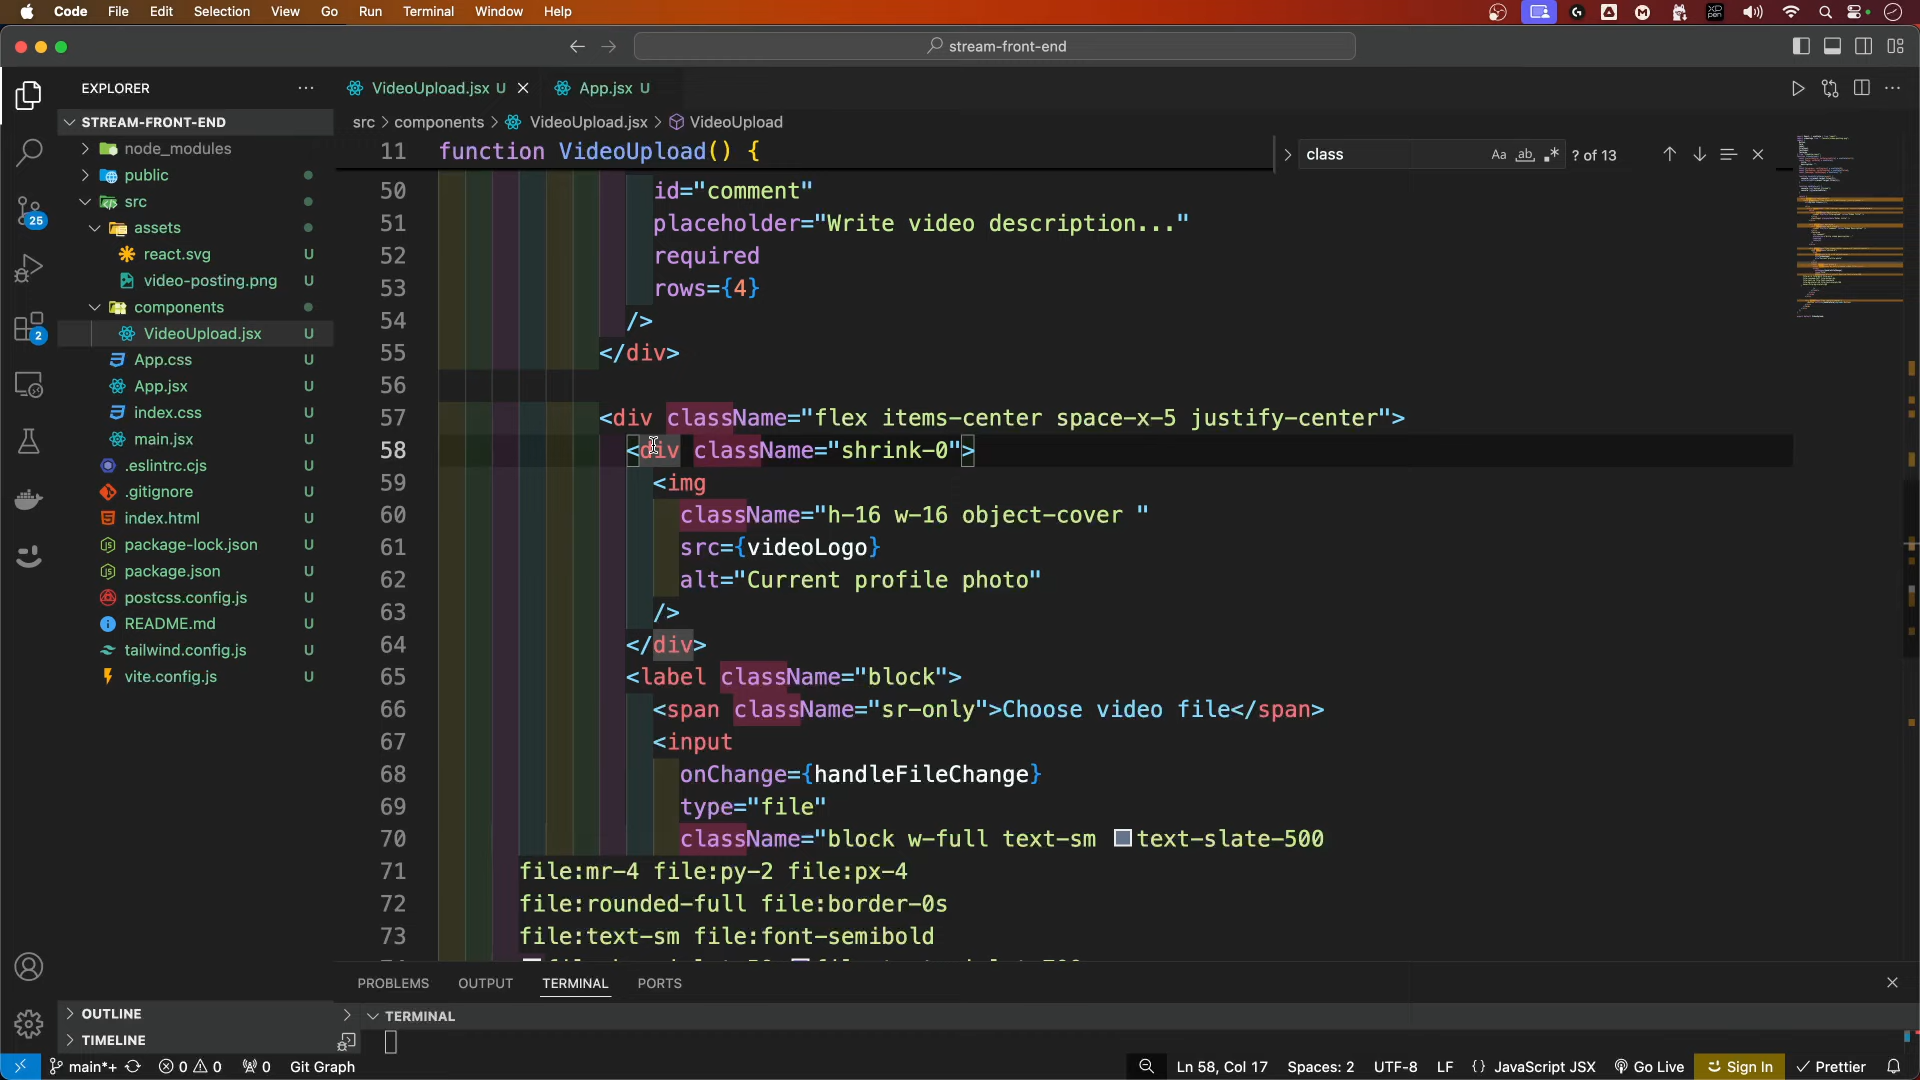 Code File Edit Selection View Go Run Terminal Window Help
stream-front-end
EXPLORER
VideoUpload.jsx U
App.jsx U
STREAM-FRONT-END
node_modules
public
src
assets
react.svg U
video-posting.png U
components
VideoUpload.jsx U
App.css U
App.jsx U
index.css U
main.jsx U
.eslintrc.cjs U
.gitignore U
index.html U
package-lock.json U
package.json U
postcss.config.js U
README.md U
tailwind.config.js U
vite.config.js U
OUTLINE
TIMELINE
25
2
src > components > VideoUpload.jsx > VideoUpload
class
Aa ab ? of 13
11 function VideoUpload() {
50 id="comment"
51 placeholder="Write video description..."
52 required
53 rows={4}
54 />
55 </div>
56
57 <div className="flex items-center space-x-5 justify-center">
58 <div className="shrink-0">
59 <img
60 className="h-16 w-16 object-cover "
61 src={videoLogo}
62 alt="Current profile photo"
63 />
64 </div>
65 <label className="block">
66 <span className="sr-only">Choose video file</span>
67 <input
68 onChange={handleFileChange}
69 type="file"
70 className="block w-full text-sm text-slate-500
71 file:mr-4 file:py-2 file:px-4
72 file:rounded-full file:border-0s
73 file:text-sm file:font-semibold
PROBLEMS OUTPUT TERMINAL PORTS
TERMINAL
main*+ 0 0 0 Git Graph
Ln 58, Col 17 Spaces: 2 UTF-8 LF {} JavaScript JSX Go Live Sign In Prettier